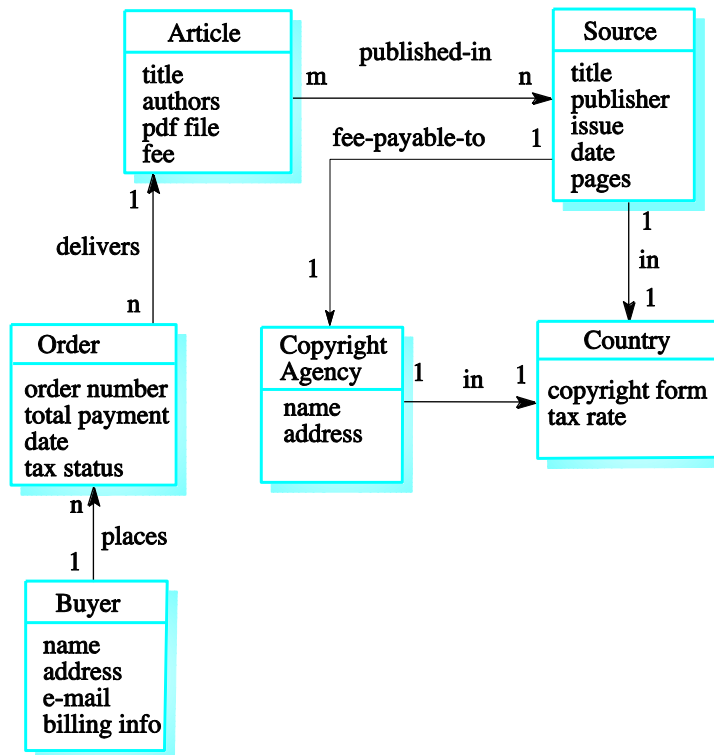 Article
title
authors
pdf file
fee
m
published-in
n
Source
title
publisher
issue
date
pages
fee-payable-to
1
1
1
delivers
n
1
in
1
Order
order number
total payment
date
tax status
Copyright
Agency
name
address
1
in
1
Country
copyright form
tax rate
n
places
1
Buyer
name
address
e-mail
billing info